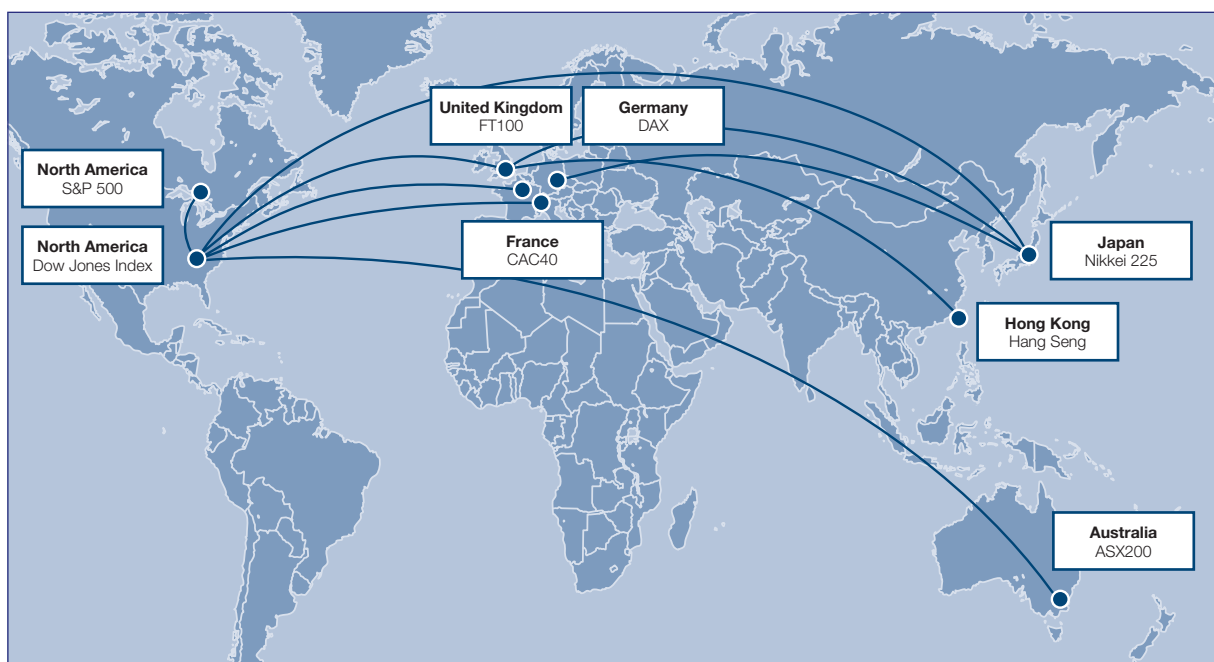 United Kingdom
FT100
Germany
DAX
North America
S&P 500
North America
Dow Jones Index
France
CAC40
Japan
Nikkei 225
Hong Kong
Hang Seng
Australia
ASX200